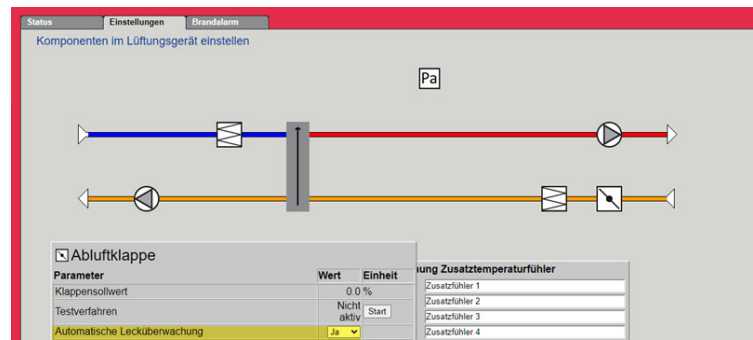 Status Einstellungen Brandalarm
Komponenten im Lüftungsgerät einstellen
Pa
Abluftklappe
Parameter Wert Einheit
Klappensollwert 0.0 %
Testverfahren Nicht aktiv Start
Automatische Lecküberwachung Ja
ung Zusatztemperaturfühler
Zusatzfühler 1
Zusatzfühler 2
Zusatzfühler 3
Zusatzfühler 4